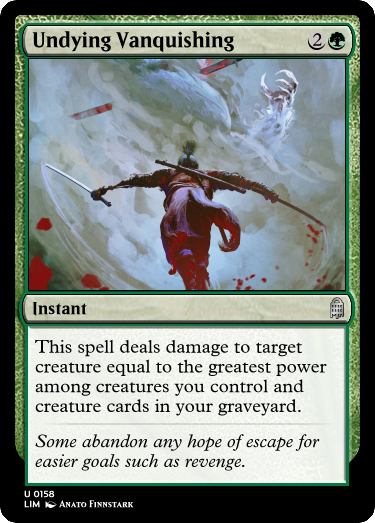 Undying Vanquishing 2
Instant
This spell deals damage to target
creature equal to the greatest power
among creatures you control and
creature cards in your graveyard.
Some abandon any hope of escape for
easier goals such as revenge.
U 0158
LIM Anato Finnstark